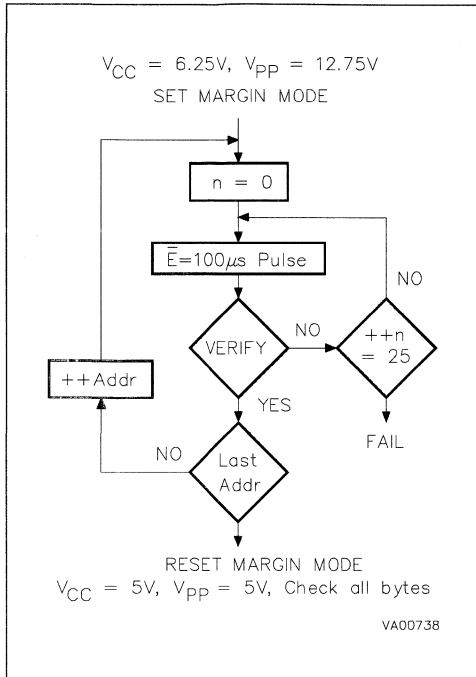 V_CC = 6.25V, V_PP = 12.75V
SET MARGIN MODE
n = 0
E̅=100µs Pulse
NO
VERIFY
NO
++n
= 25
++Addr
YES
FAIL
NO
Last
Addr
RESET MARGIN MODE
V_CC = 5V, V_PP = 5V, Check all bytes
VA00738